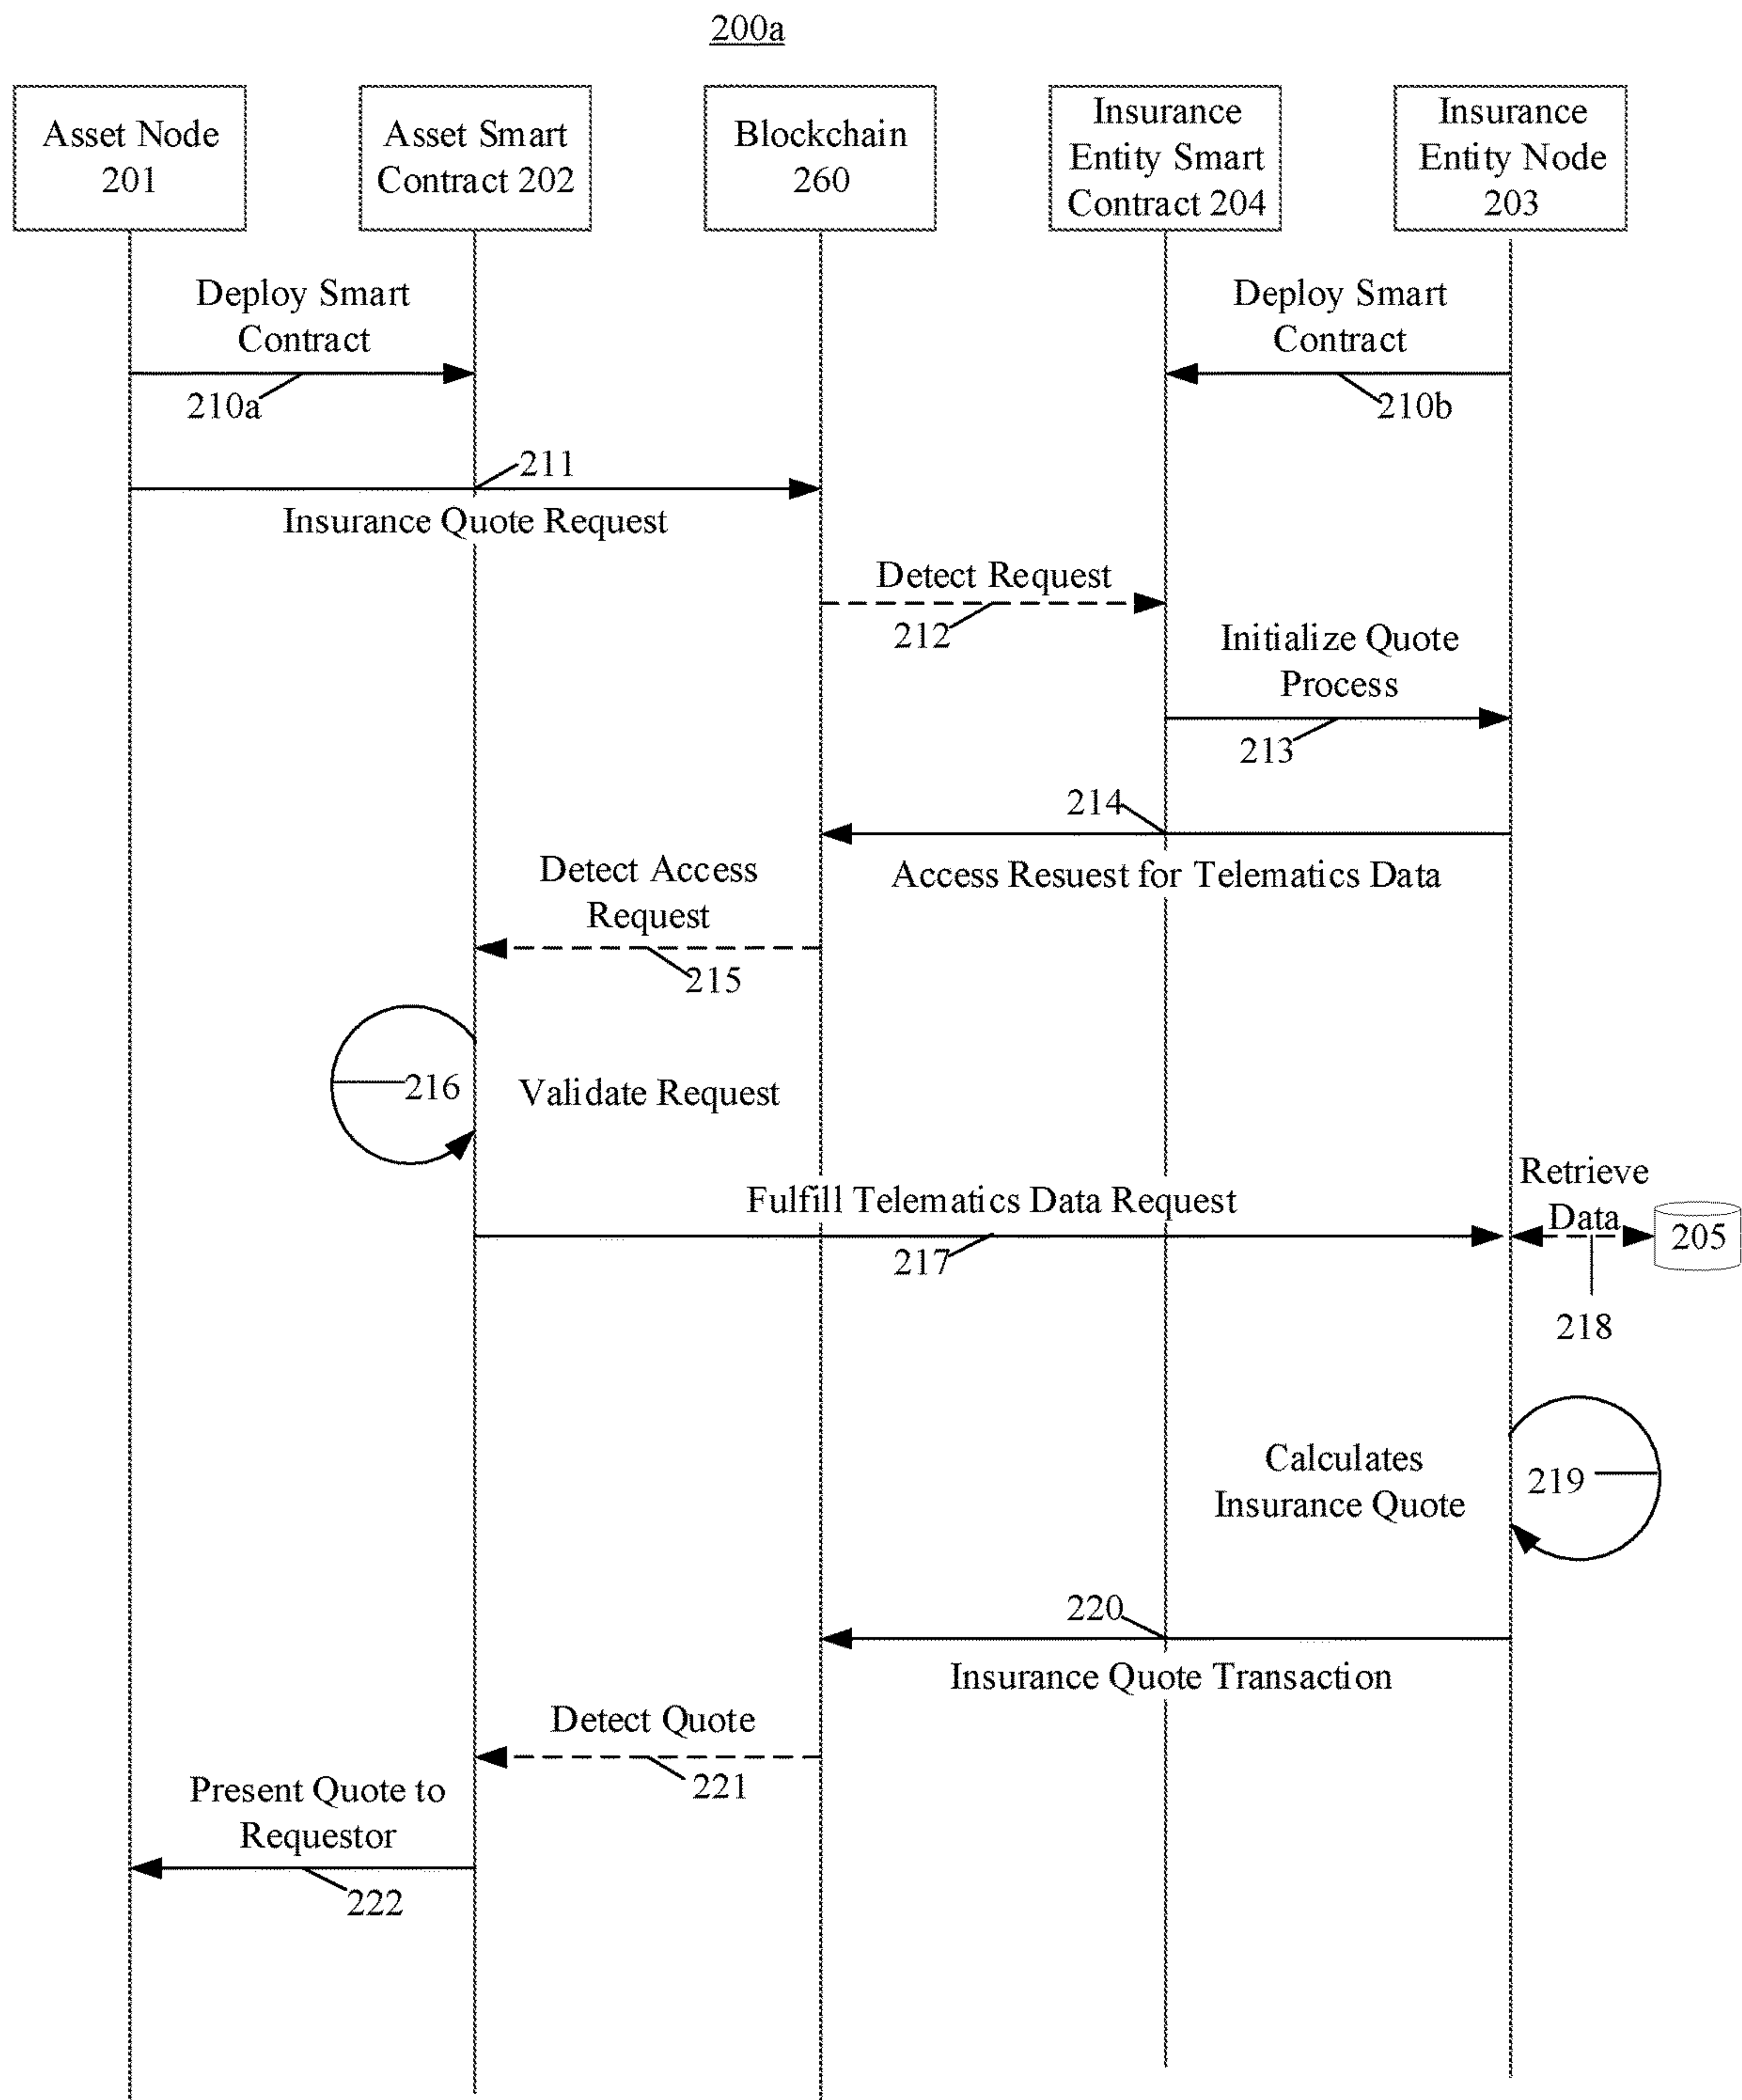 200a
Asset Node
201
Asset Smart
Contract 202
Blockchain
260
Insurance
Entity Smart
Contract 204
Insurance
Entity Node
203
Deploy Smart
Contract
210a
Deploy Smart
Contract
210b
211
Insurance Quote Request
Detect Request
212
Initialize Quote
Process
213
214
Access Resuest for Telematics Data
Detect Access
Request
215
216
Validate Request
Fulfill Telematics Data Request
217
Retrieve
Data
205
218
Calculates
Insurance Quote
219
220
Insurance Quote Transaction
Detect Quote
221
Present Quote to
Requestor
222